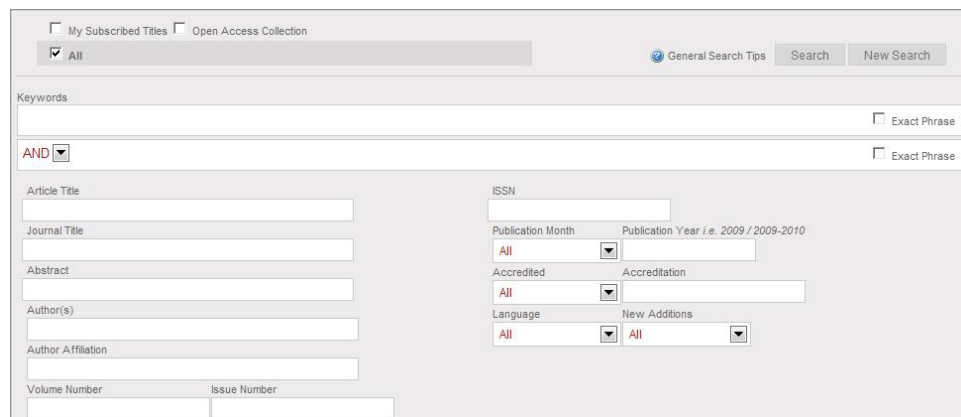 My Subscribed Titles Open Access Collection
All General Search Tips Search New Search
Keywords
Exact Phrase
AND Exact Phrase
Article Title
Journal Title
Abstract
Author(s)
Author Affiliation
Volume Number Issue Number
ISSN
Publication Month Publication Year i.e. 2009 / 2009-2010
All
Accredited Accreditation
All
Language New Additions
All All